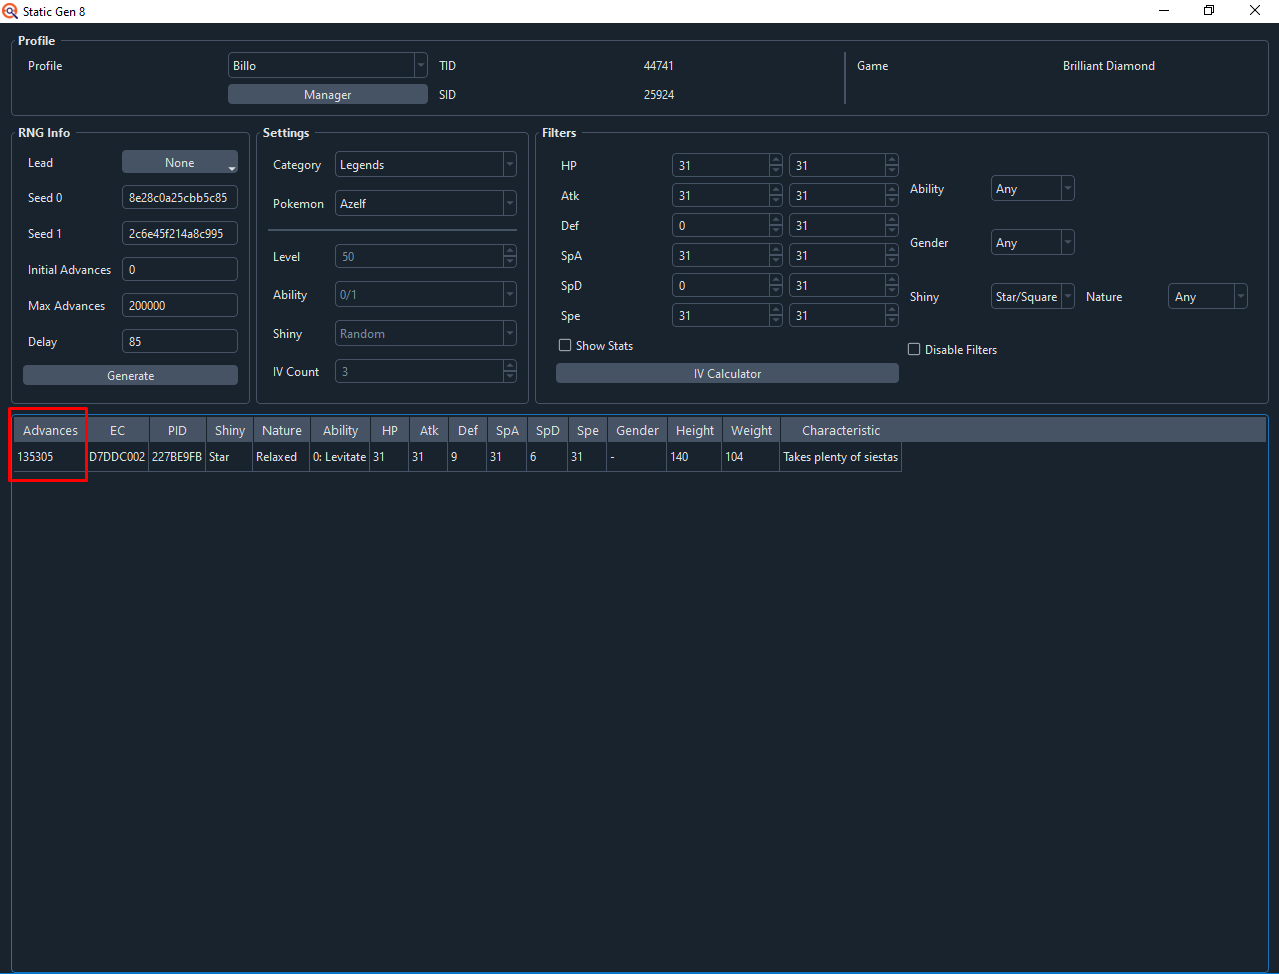 Static Gen 8
Profile
Profile Billo TID 44741 Game Brilliant Diamond
Manager SID 25924
RNG Info
Lead None
Seed 0 8e28c0a25cbb5c85
Seed 1 2c6e45f214a8c995
Initial Advances 0
Max Advances 200000
Delay 85
Generate
Settings
Category Legends
Pokemon Azelf
Level 50
Ability 0/1
Shiny Random
IV Count 3
Filters
HP 31 31
Atk 31 31
Def 0 31
SpA 31 31
SpD 0 31
Spe 31 31
Show Stats
IV Calculator
Ability Any
Gender Any
Shiny Star/Square Nature Any
Disable Filters
Advances EC PID Shiny Nature Ability HP Atk Def SpA SpD Spe Gender Height Weight Characteristic
135305 D7DDC002 227BE9FB Star Relaxed 0: Levitate 31 31 9 31 6 31 - 140 104 Takes plenty of siestas